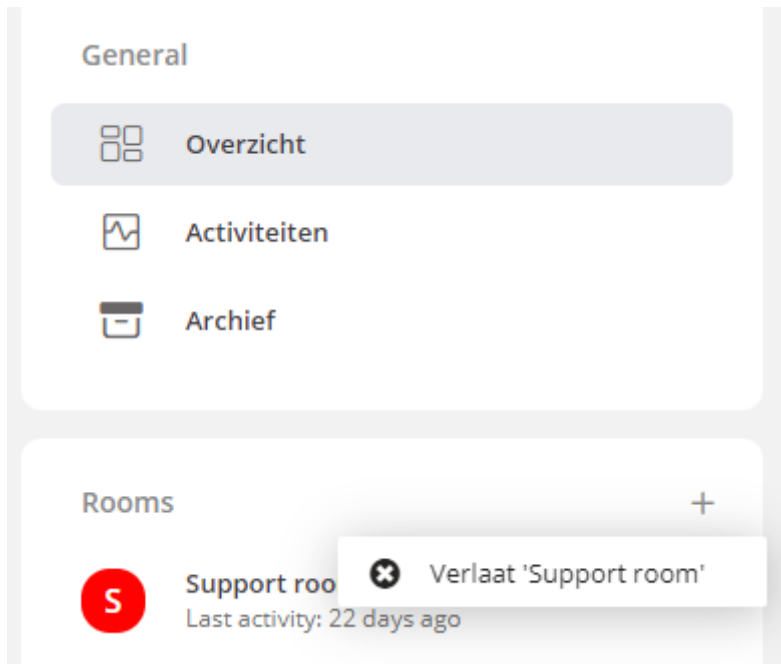 General
Overzicht
Activiteiten
Archief
Rooms
+
Verlaat 'Support room'
S
Support roo
Last activity: 22 days ago